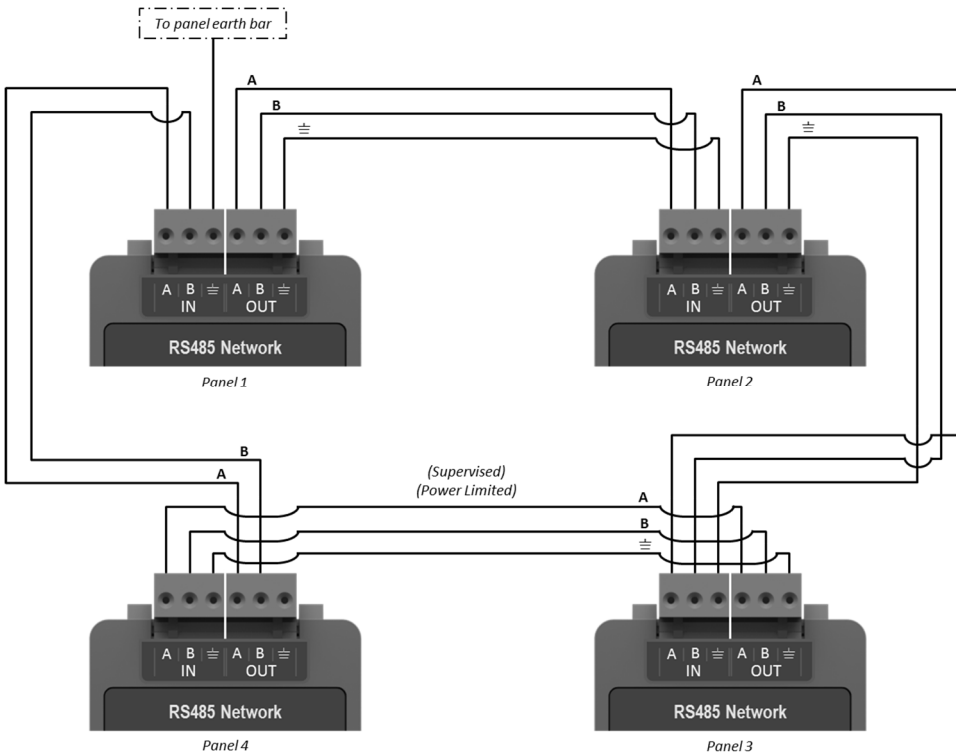 To panel earth bar
A
B
A
B
A B A B
IN OUT
RS485 Network
Panel 1
A B A B
IN OUT
RS485 Network
Panel 2
B
A
(Supervised)
(Power Limited)
A
B
A B A B
IN OUT
RS485 Network
Panel 4
A B A B
IN OUT
RS485 Network
Panel 3